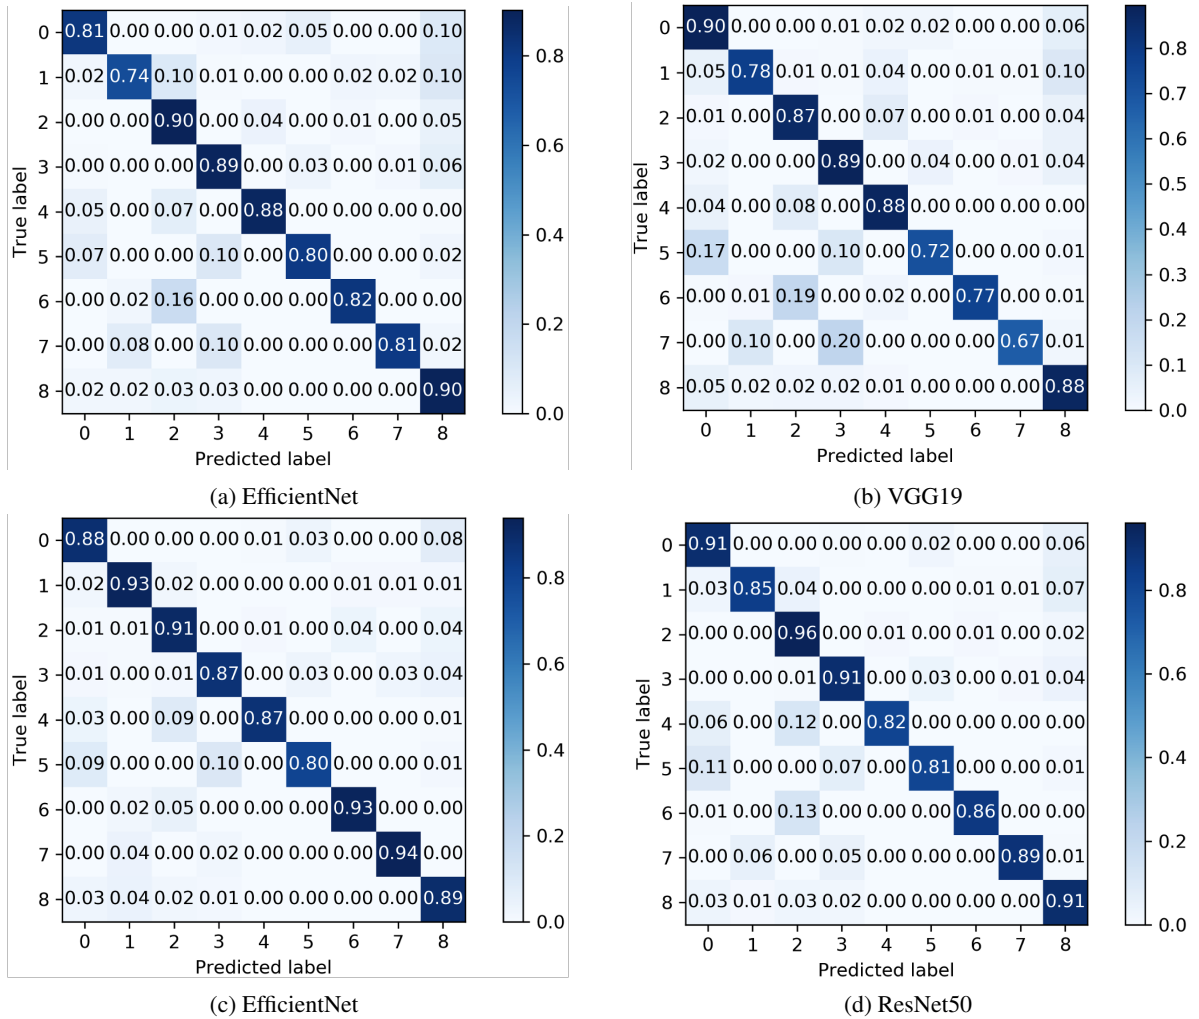 0 0.81 0.00 0.00 0.01 0.02 0.05 0.00 0.00 0.10
1 0.02 0.74 0.10 0.01 0.00 0.00 0.02 0.02 0.10
2 0.00 0.00 0.90 0.00 0.04 0.00 0.01 0.00 0.05
3 0.00 0.00 0.00 0.89 0.00 0.03 0.00 0.01 0.06
4 0.05 0.00 0.07 0.00 0.88 0.00 0.00 0.00 0.00
5 0.07 0.00 0.00 0.10 0.00 0.80 0.00 0.00 0.02
6 0.00 0.02 0.16 0.00 0.00 0.00 0.82 0.00 0.00
7 0.00 0.08 0.00 0.10 0.00 0.00 0.00 0.81 0.02
8 0.02 0.02 0.03 0.03 0.00 0.00 0.00 0.00 0.90
0 1 2 3 4 5 6 7 8
True label
Predicted label
0.8
0.6
0.4
0.2
0.0
(a) EfficientNet
0 0.90 0.00 0.00 0.01 0.02 0.02 0.00 0.00 0.06
1 0.05 0.78 0.01 0.01 0.04 0.00 0.01 0.01 0.10
2 0.01 0.00 0.87 0.00 0.07 0.00 0.01 0.00 0.04
3 0.02 0.00 0.00 0.89 0.00 0.04 0.00 0.01 0.04
4 0.04 0.00 0.08 0.00 0.88 0.00 0.00 0.00 0.00
5 0.17 0.00 0.00 0.10 0.00 0.72 0.00 0.00 0.01
6 0.00 0.01 0.19 0.00 0.02 0.00 0.77 0.00 0.01
7 0.00 0.10 0.00 0.20 0.00 0.00 0.00 0.67 0.01
8 0.05 0.02 0.02 0.02 0.01 0.00 0.00 0.00 0.88
0 1 2 3 4 5 6 7 8
True label
Predicted label
0.8
0.7
0.6
0.5
0.4
0.3
0.2
0.1
0.0
(b) VGG19
0 0.88 0.00 0.00 0.00 0.01 0.03 0.00 0.00 0.08
1 0.02 0.93 0.02 0.00 0.00 0.00 0.01 0.01 0.01
2 0.01 0.01 0.91 0.00 0.01 0.00 0.04 0.00 0.04
3 0.01 0.00 0.01 0.87 0.00 0.03 0.00 0.03 0.04
4 0.03 0.00 0.09 0.00 0.87 0.00 0.00 0.00 0.01
5 0.09 0.00 0.00 0.10 0.00 0.80 0.00 0.00 0.01
6 0.00 0.02 0.05 0.00 0.00 0.00 0.93 0.00 0.00
7 0.00 0.04 0.00 0.02 0.00 0.00 0.00 0.94 0.00
8 0.03 0.04 0.02 0.01 0.00 0.00 0.00 0.00 0.89
0 1 2 3 4 5 6 7 8
True label
Predicted label
0.8
0.6
0.4
0.2
0.0
(c) EfficientNet
0 0.91 0.00 0.00 0.00 0.00 0.02 0.00 0.00 0.06
1 0.03 0.85 0.04 0.00 0.00 0.00 0.01 0.01 0.07
2 0.00 0.00 0.96 0.00 0.01 0.00 0.01 0.00 0.02
3 0.00 0.00 0.01 0.91 0.00 0.03 0.00 0.01 0.04
4 0.06 0.00 0.12 0.00 0.82 0.00 0.00 0.00 0.00
5 0.11 0.00 0.00 0.07 0.00 0.81 0.00 0.00 0.01
6 0.01 0.00 0.13 0.00 0.00 0.00 0.86 0.00 0.00
7 0.00 0.06 0.00 0.05 0.00 0.00 0.00 0.89 0.01
8 0.03 0.01 0.03 0.02 0.00 0.00 0.00 0.00 0.91
0 1 2 3 4 5 6 7 8
True label
Predicted label
0.8
0.6
0.4
0.2
0.0
(d) ResNet50